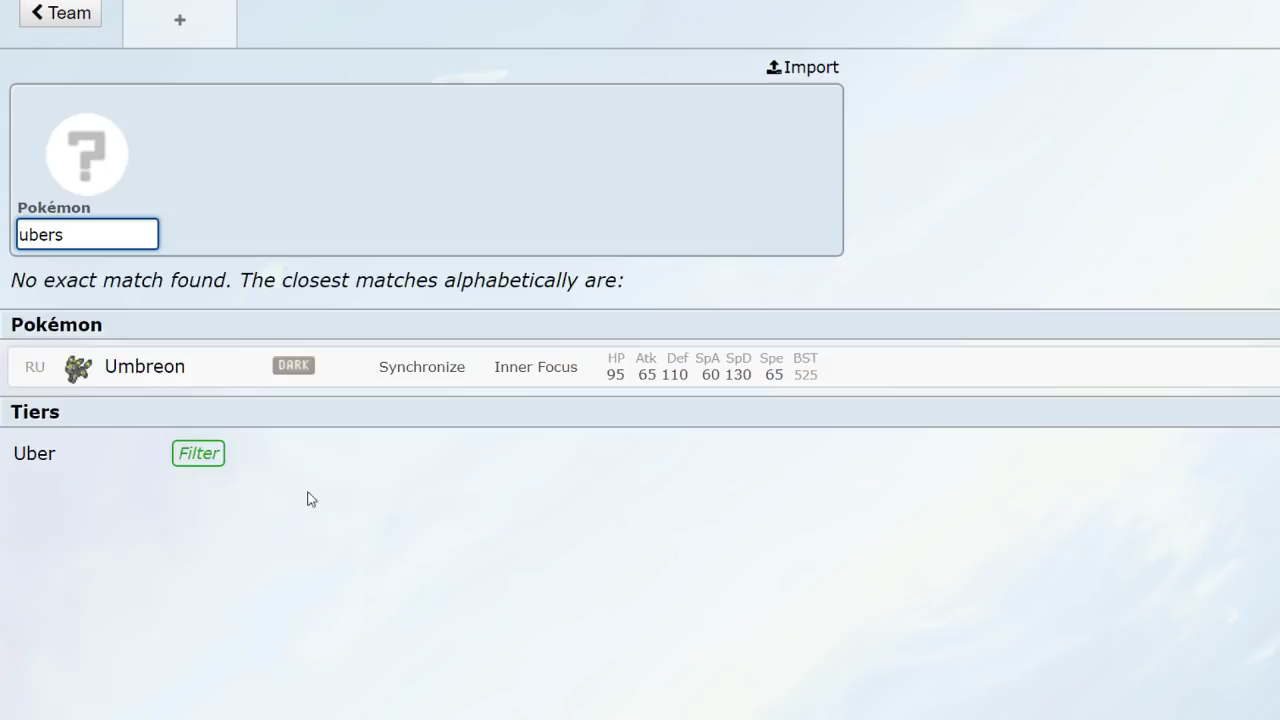 Team
+
Import
?
Pokémon
ubers
No exact match found. The closest matches alphabetically are:
Pokémon
HP Atk Def SpA SpD Spe BST
RU Umbreon DARK Synchronize Inner Focus 95 65 110 60 130 65 525
Tiers
Uber Filter